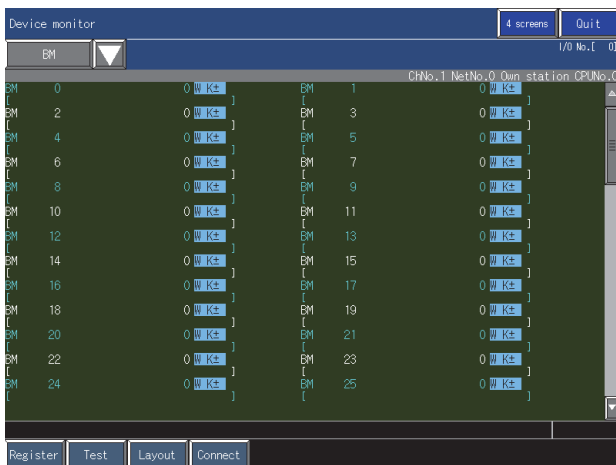 Device monitor 4 screens Quit
BM I/O No.[ 0]
ChNo.1 NetNo.0 Own station CPUNo.0
BM 0 0 W K± BM 1 0 W K±
[ ] [ ]
BM 2 0 W K± BM 3 0 W K±
[ ] [ ]
BM 4 0 W K± BM 5 0 W K±
[ ] [ ]
BM 6 0 W K± BM 7 0 W K±
[ ] [ ]
BM 8 0 W K± BM 9 0 W K±
[ ] [ ]
BM 10 0 W K± BM 11 0 W K±
[ ] [ ]
BM 12 0 W K± BM 13 0 W K±
[ ] [ ]
BM 14 0 W K± BM 15 0 W K±
[ ] [ ]
BM 16 0 W K± BM 17 0 W K±
[ ] [ ]
BM 18 0 W K± BM 19 0 W K±
[ ] [ ]
BM 20 0 W K± BM 21 0 W K±
[ ] [ ]
BM 22 0 W K± BM 23 0 W K±
[ ] [ ]
BM 24 0 W K± BM 25 0 W K±
[ ] [ ]
Register Test Layout Connect